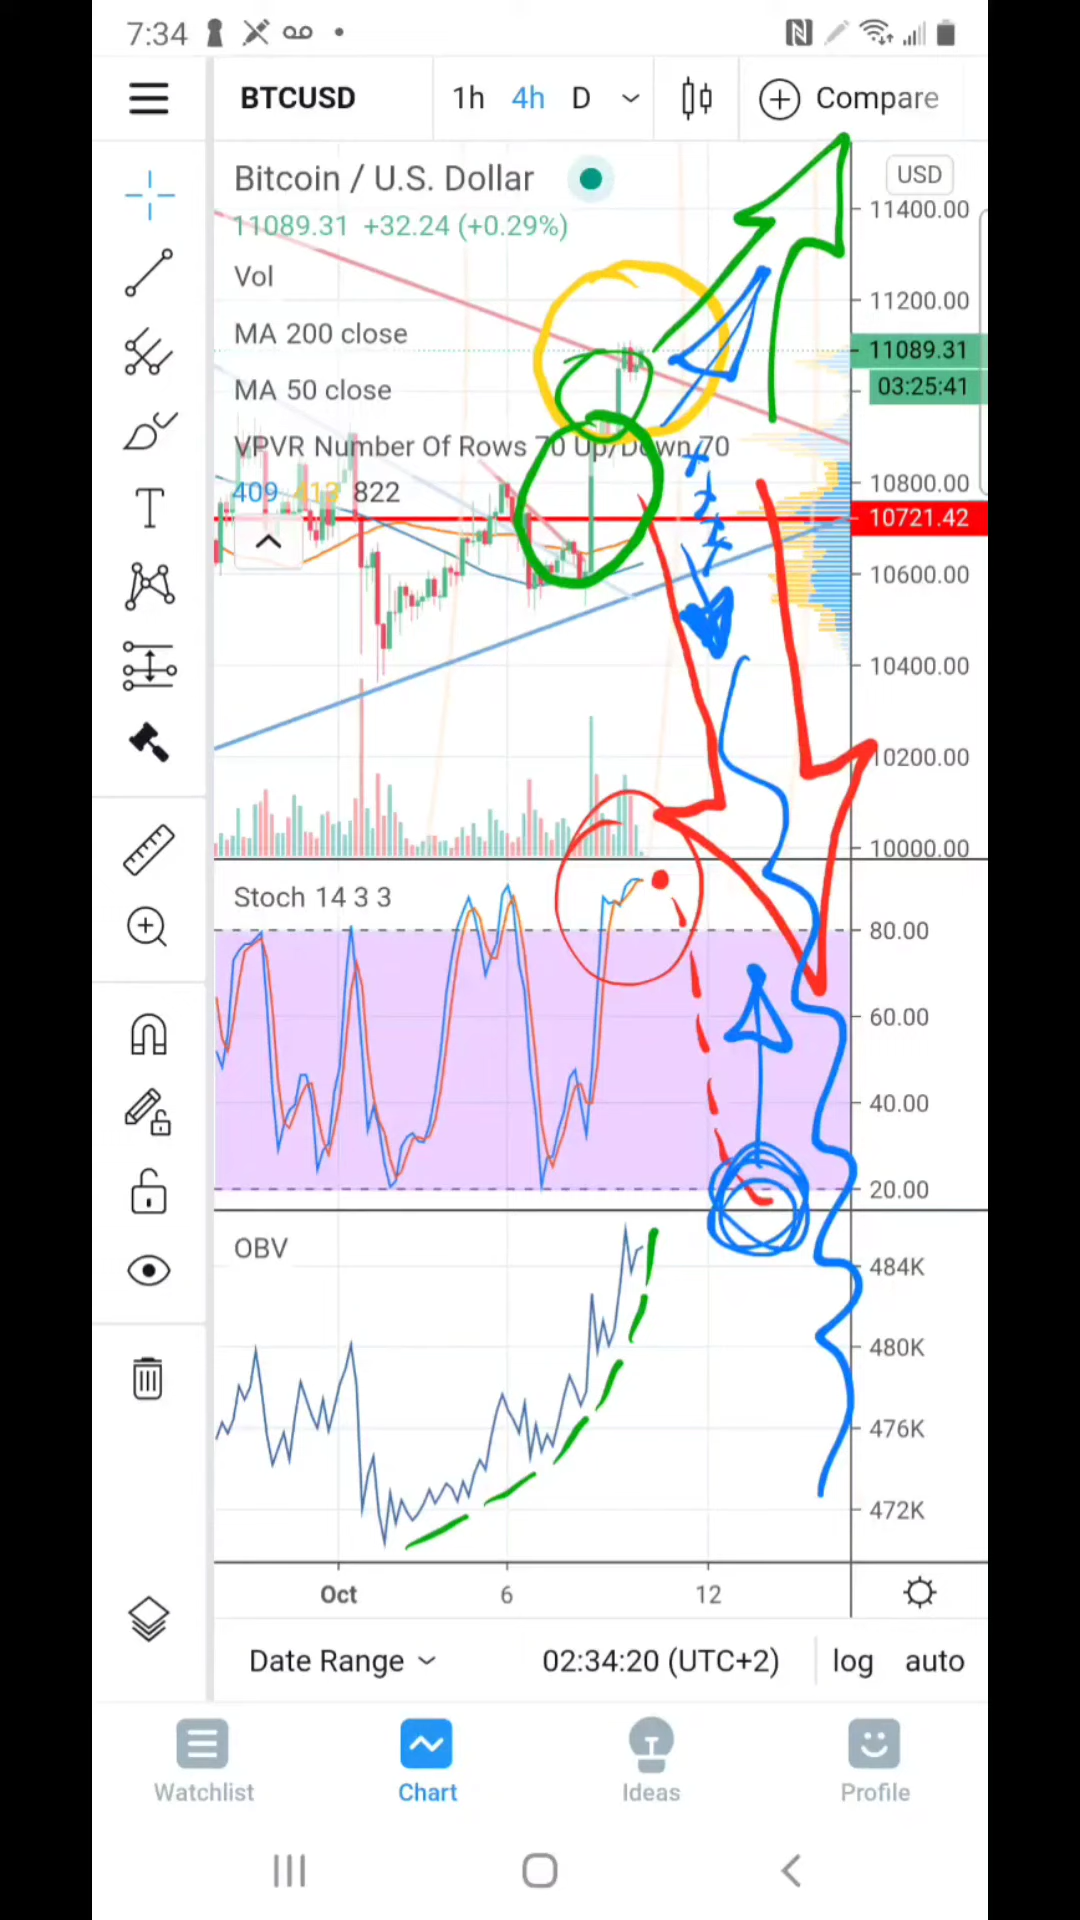 7:34
BTCUSD 1h 4h D Compare
Bitcoin / U.S. Dollar USD
11089.31 +32.24 (+0.29%)
Vol
MA 200 close
MA 50 close
VPVR Number Of Rows 70 Up/Down 70
409 413 822
11400.00
11200.00
11089.31
03:25:41
10800.00
10721.42
10600.00
10400.00
10200.00
10000.00
Stoch 14 3 3
80.00
60.00
40.00
20.00
OBV
484K
480K
476K
472K
Oct 6 12
Date Range 02:34:20 (UTC+2) log auto
Watchlist Chart Ideas Profile